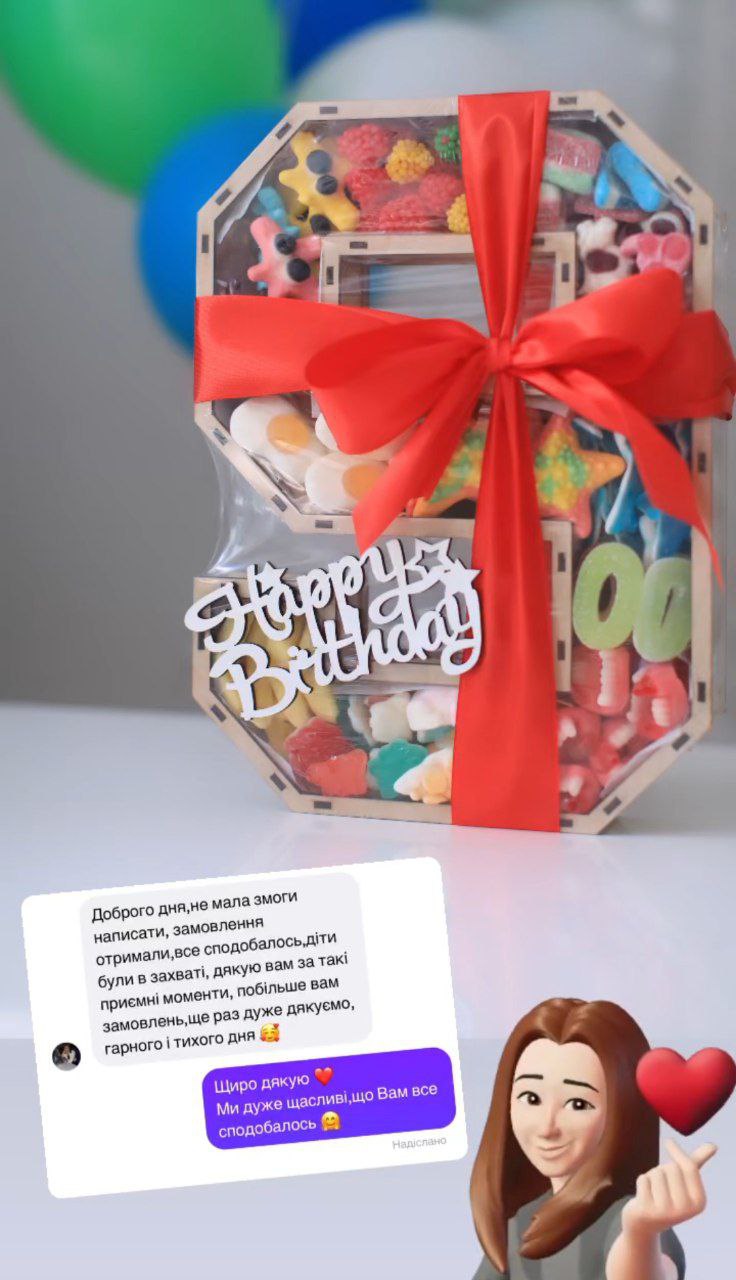 Happy
Birthday
Доброго дня,не мала змоги
написати, замовлення
отримали,все сподобалось,діти
були в захваті, дякую вам за такі
приємні моменти, побільше вам
замовлень,ще раз дуже дякуємо,
гарного і тихого дня 🥰
Щиро дякую ❤️
Ми дуже щасливі,що Вам все
сподобалось 🤗
Надіслано